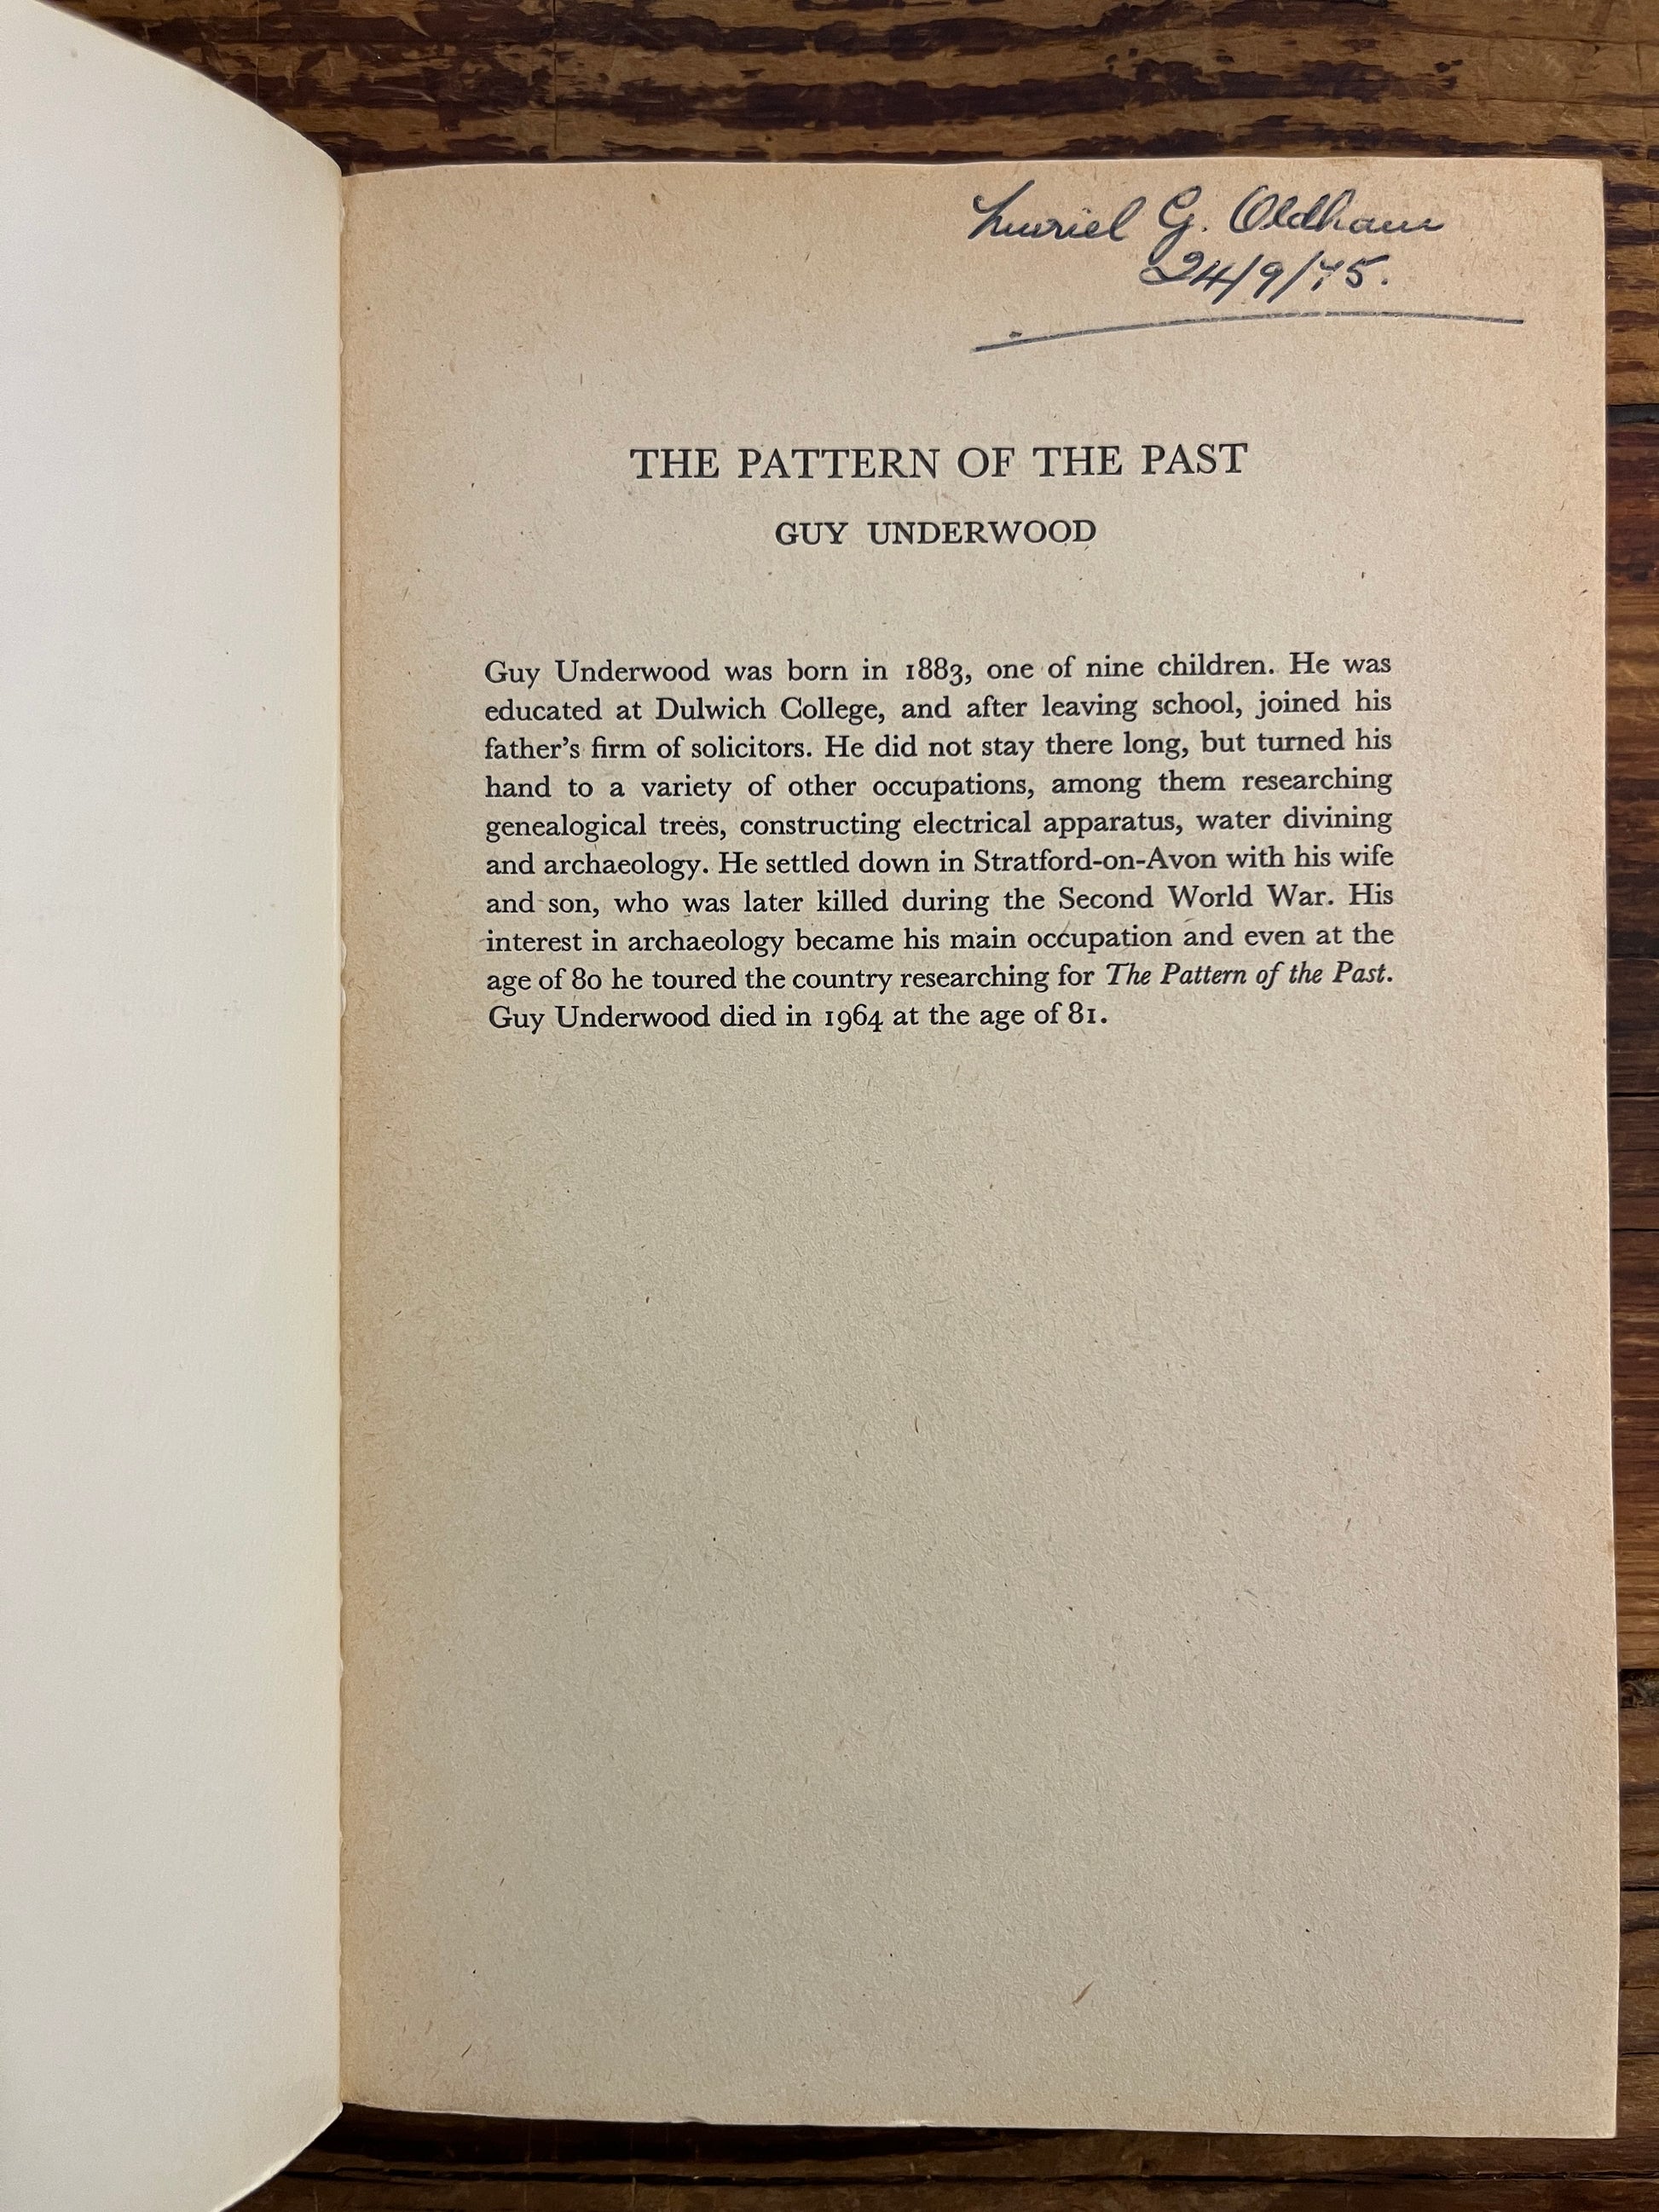 Muriel G. Oldham
24/9/75.
THE PATTERN OF THE PAST
GUY UNDERWOOD
Guy Underwood was born in 1883, one of nine children. He was
educated at Dulwich College, and after leaving school, joined his
father's firm of solicitors. He did not stay there long, but turned his
hand to a variety of other occupations, among them researching
genealogical trees, constructing electrical apparatus, water divining
and archaeology. He settled down in Stratford-on-Avon with his wife
and son, who was later killed during the Second World War. His
interest in archaeology became his main occupation and even at the
age of 80 he toured the country researching for The Pattern of the Past.
Guy Underwood died in 1964 at the age of 81.